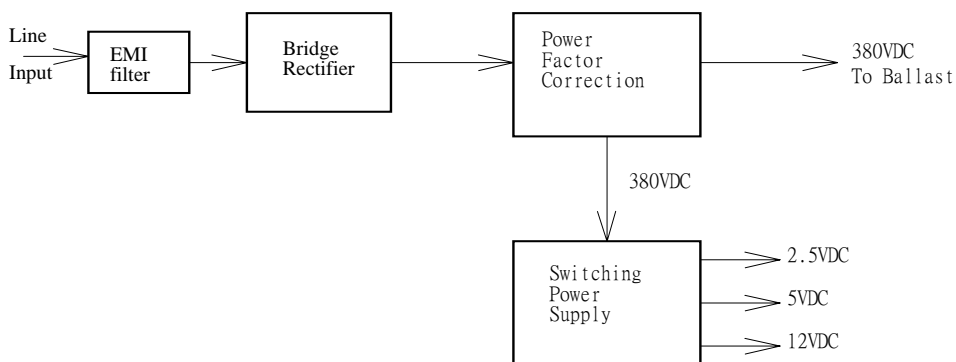 Line
Input
EMI
filter
Bridge
Rectifier
Power
Factor
Correction
380VDC
To Ballast
380VDC
Switching
Power
Supply
2.5VDC
5VDC
12VDC